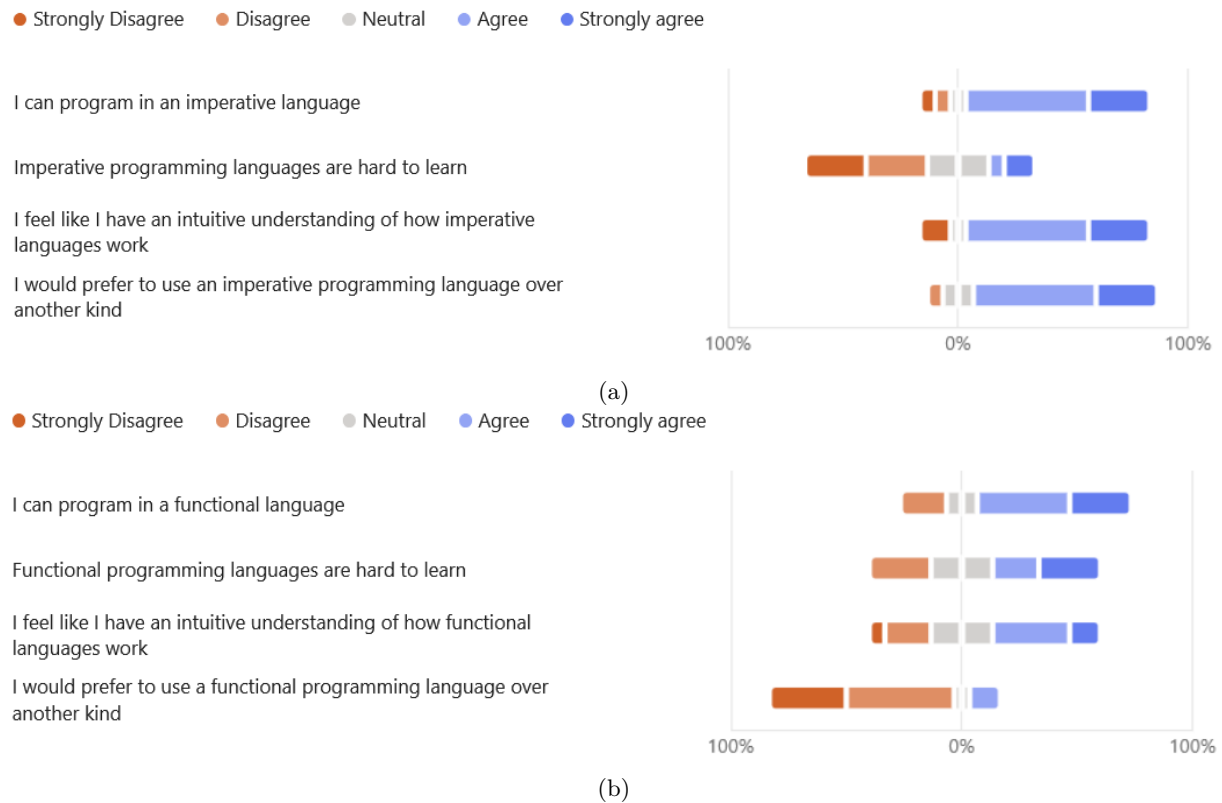 Strongly Disagree Disagree Neutral Agree Strongly agree
I can program in an imperative language
Imperative programming languages are hard to learn
I feel like I have an intuitive understanding of how imperative
languages work
I would prefer to use an imperative programming language over
another kind
100% 0% 100%
(a)
Strongly Disagree Disagree Neutral Agree Strongly agree
I can program in a functional language
Functional programming languages are hard to learn
I feel like I have an intuitive understanding of how functional
languages work
I would prefer to use a functional programming language over
another kind
100% 0% 100%
(b)